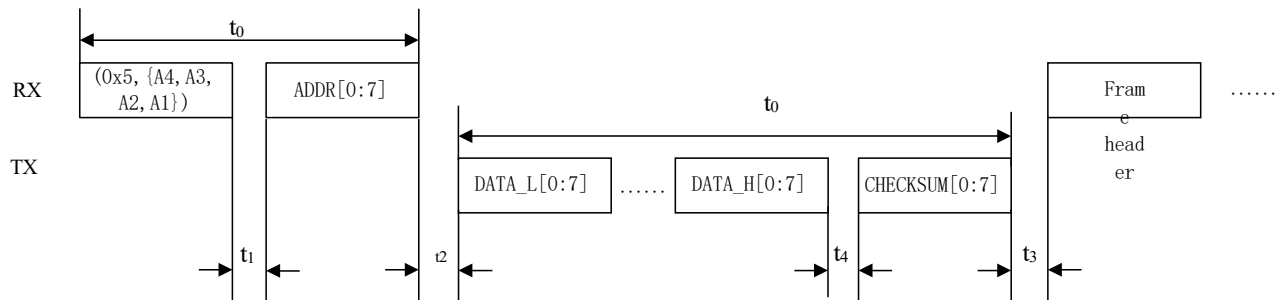 t0
RX
(0x5, {A4, A3,
A2, A1})
ADDR[0:7]
Fram
e
head
er
......
t0
TX
DATA_L[0:7]
......
DATA_H[0:7]
CHECKSUM[0:7]
t1
t2
t4
t3